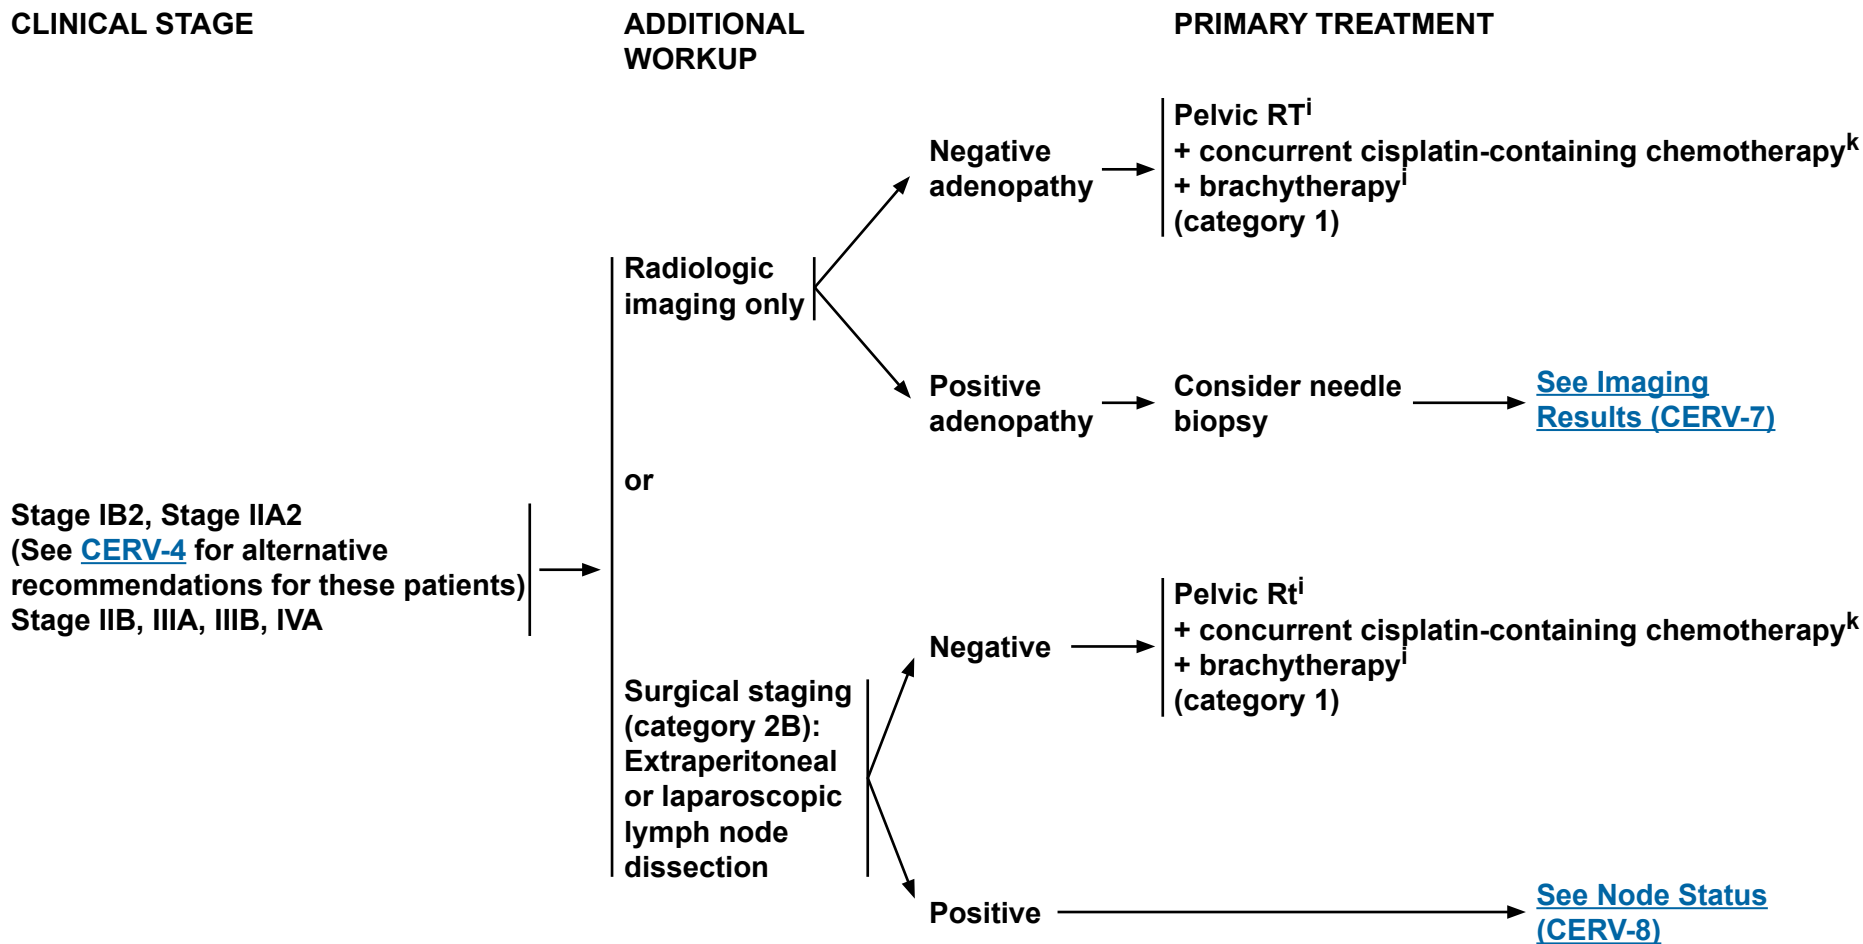 CLINICAL STAGE
ADDITIONAL
WORKUP
PRIMARY TREATMENT
Stage IB2, Stage IIA2
(See CERV-4 for alternative
recommendations for these patients)
Stage IIB, IIIA, IIIB, IVA
Radiologic
imaging only
or
Surgical staging
(category 2B):
Extraperitoneal
or laparoscopic
lymph node
dissection
Negative
adenopathy
Pelvic RTi
+ concurrent cisplatin-containing chemotherapyk
+ brachytherapyi
(category 1)
Positive
adenopathy
Consider needle
biopsy
See Imaging
Results (CERV-7)
Negative
Pelvic Rti
+ concurrent cisplatin-containing chemotherapyk
+ brachytherapyi
(category 1)
Positive
See Node Status
(CERV-8)